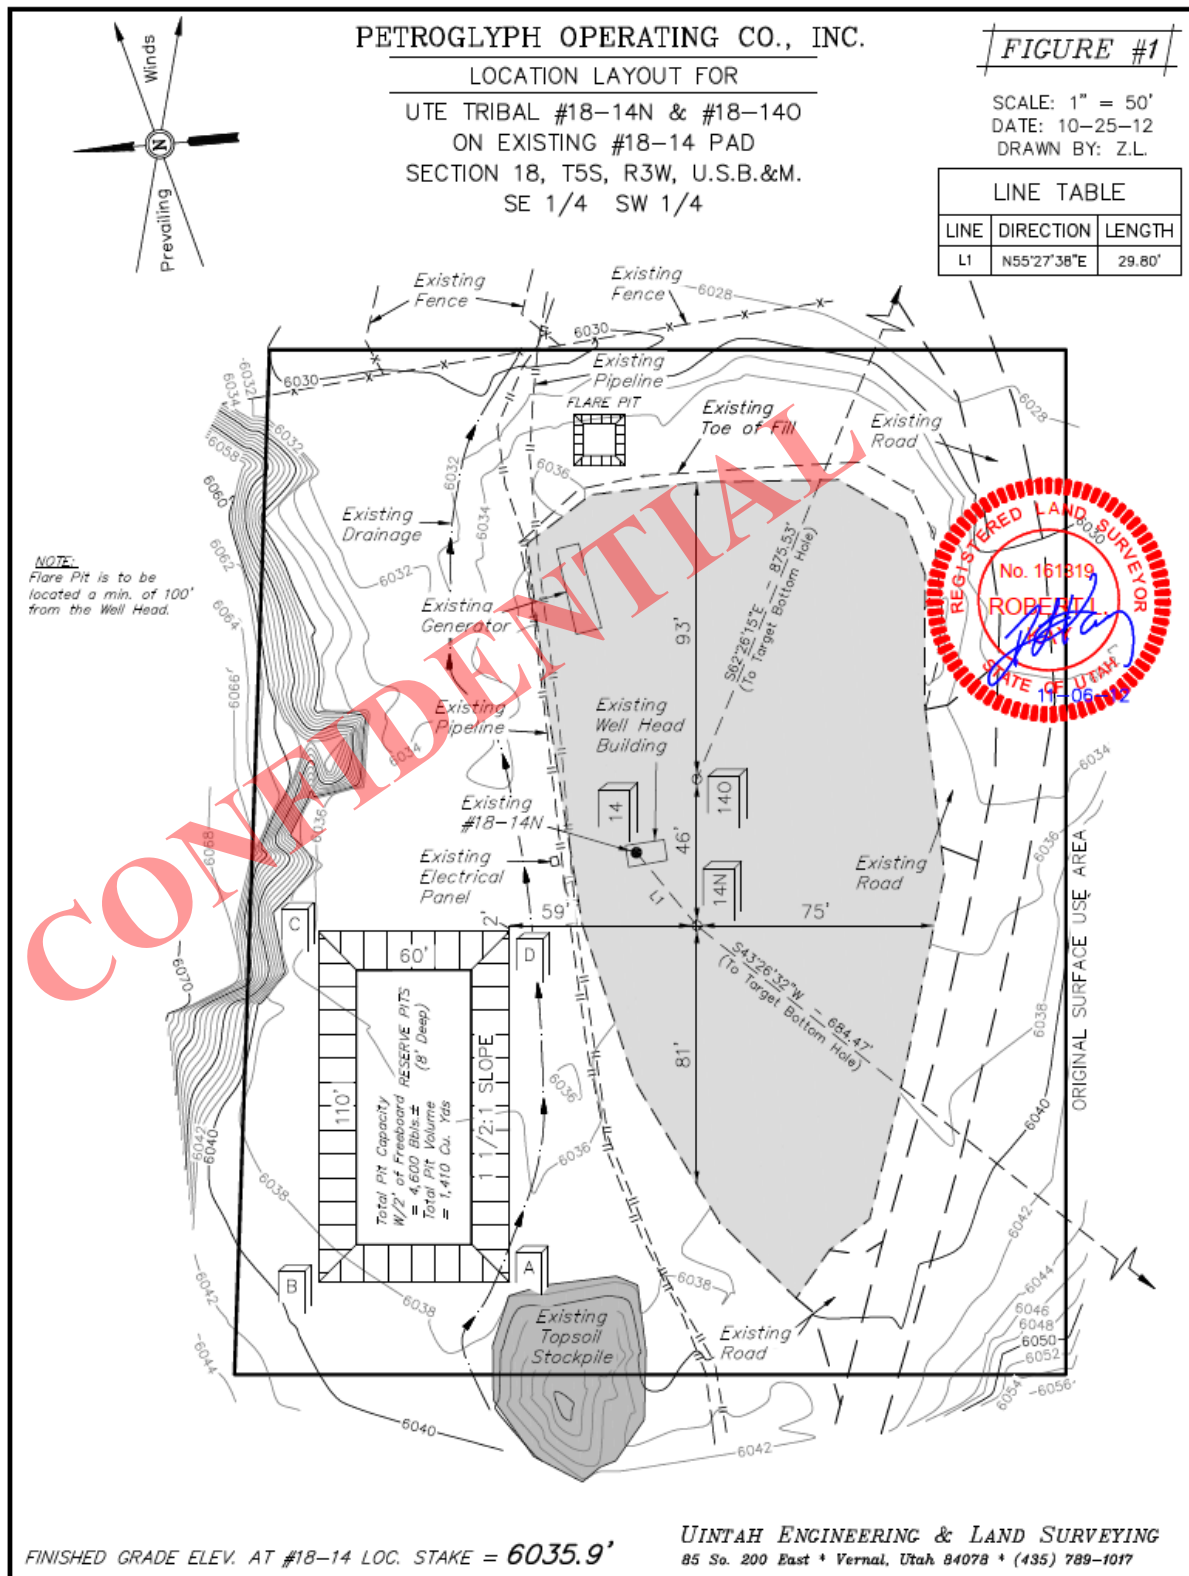 PETROGLYPH OPERATING CO., INC.
LOCATION LAYOUT FOR
UTE TRIBAL #18-14N & #18-14O
ON EXISTING #18-14 PAD
SECTION 18, T5S, R3W, U.S.B.&M.
SE 1/4 SW 1/4
FIGURE #1
SCALE: 1" = 50'
DATE: 10-25-12
DRAWN BY: Z.L.
LINE TABLE
LINE DIRECTION LENGTH
L1 N55°27'38"E 29.80'
Winds
N
Prevailing
Existing
Fence
Existing
Fence
6028
6030
6030
6032
6034
6032
6058
6060
6062
6064
6066
6068
6070
Existing
Pipeline
FLARE PIT
Existing
Toe of Fill
Existing
Road
6028
6030
6032
6034
6036
6032
6034
6036
Existing
Drainage
NOTE:
Flare Pit is to be
located a min. of 100'
from the Well Head.
Existing
Generator
Existing
Pipeline
Existing
Well Head
Building
Existing
#18-14N
Existing
Electrical
Panel
14
14O
14N
L1
93'
46'
81'
59'
75'
12'
S62°26'15"E - 875.53'
(To Target Bottom Hole)
S43°26'32"W - 684.47'
(To Target Bottom Hole)
REGISTERED LAND SURVEYOR
No. 161319
ROBERT L.
STATE OF UTAH
11-06-12
CONFIDENTIAL
6034
6036
6038
6040
Existing
Road
ORIGINAL SURFACE USE AREA
C
D
B
A
60'
110'
RESERVE PITS
(8' Deep)
Total Pit Capacity
W/2' of Freeboard
= 4,600 Bbls.±
Total Pit Volume
= 1,410 Cu. Yds
1 1/2:1 SLOPE
6036
6036
6038
6038
6038
6042
6040
6042
6044
6040
6042
6042
6044
6046
6048
6050
6052
6054
6056
Existing
Topsoil
Stockpile
Existing
Road
FINISHED GRADE ELEV. AT #18-14 LOC. STAKE = 6035.9'
UINTAH ENGINEERING & LAND SURVEYING
85 So. 200 East * Vernal, Utah 84078 * (435) 789-1017